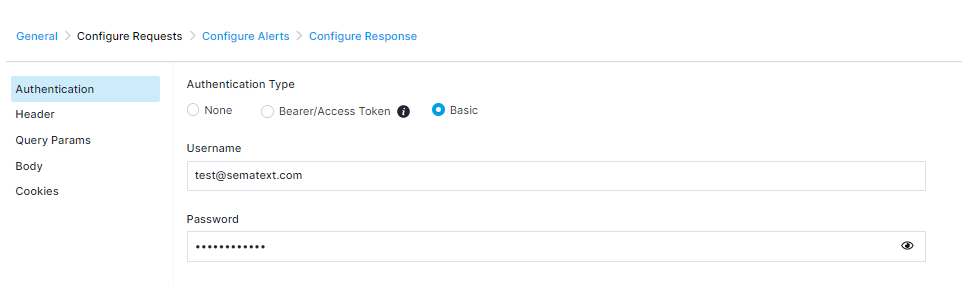 General > Configure Requests > Configure Alerts > Configure Response
Authentication
Header
Query Params
Body
Cookies
Authentication Type
None Bearer/Access Token i Basic
Username
test@sematext.com
Password
••••••••••••